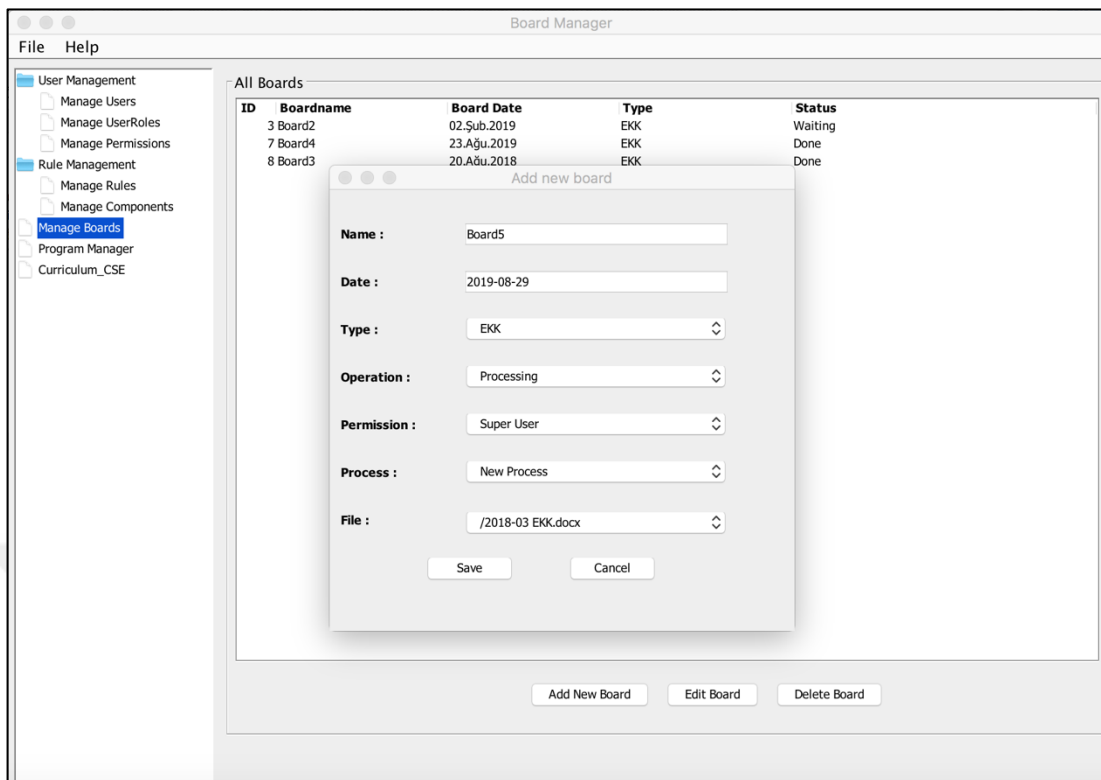 Board Manager
File Help
User Management
Manage Users
Manage UserRoles
Manage Permissions
Rule Management
Manage Rules
Manage Components
Manage Boards
Program Manager
Curriculum_CSE
All Boards
ID Boardname Board Date Type Status
3 Board2 02.Şub.2019 EKK Waiting
7 Board4 23.Ağu.2019 EKK Done
8 Board3 20.Ağu.2018 EKK Done
Add new board
Name : Board5
Date : 2019-08-29
Type : EKK
Operation : Processing
Permission : Super User
Process : New Process
File : /2018-03 EKK.docx
Save Cancel
Add New Board Edit Board Delete Board